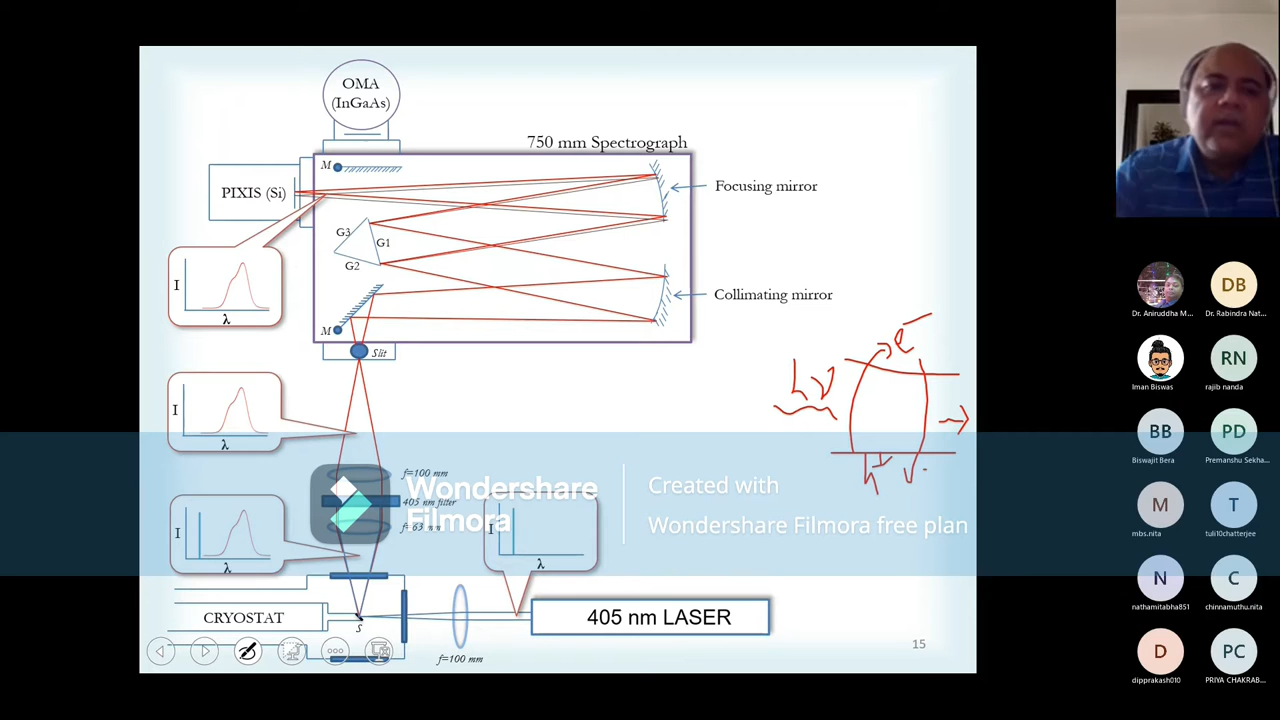 OMA
(InGaAs)
750 mm Spectrograph
M
PIXIS (Si)
Focusing mirror
G3
G1
G2
I
λ
Collimating mirror
M
Slit
e⁻
hν
h⁺
I
λ
f=100 mm
405 nm filter
Wondershare
Filmora
Created with
Wondershare Filmora free plan
I
λ
I
λ
CRYOSTAT
S
405 nm LASER
f=100 mm
15
Dr. Aniruddha M...
DB
Dr. Rabindra Nat...
Iman Biswas
RN
rajib nanda
BB
Biswajit Bera
PD
Premanshu Sekha...
M
mbs.nita
T
tuli10chatterjee
N
nathamitabha851
C
chinnamuthu.nita
D
dipprakash010
PC
PRIYA CHAKRAB...